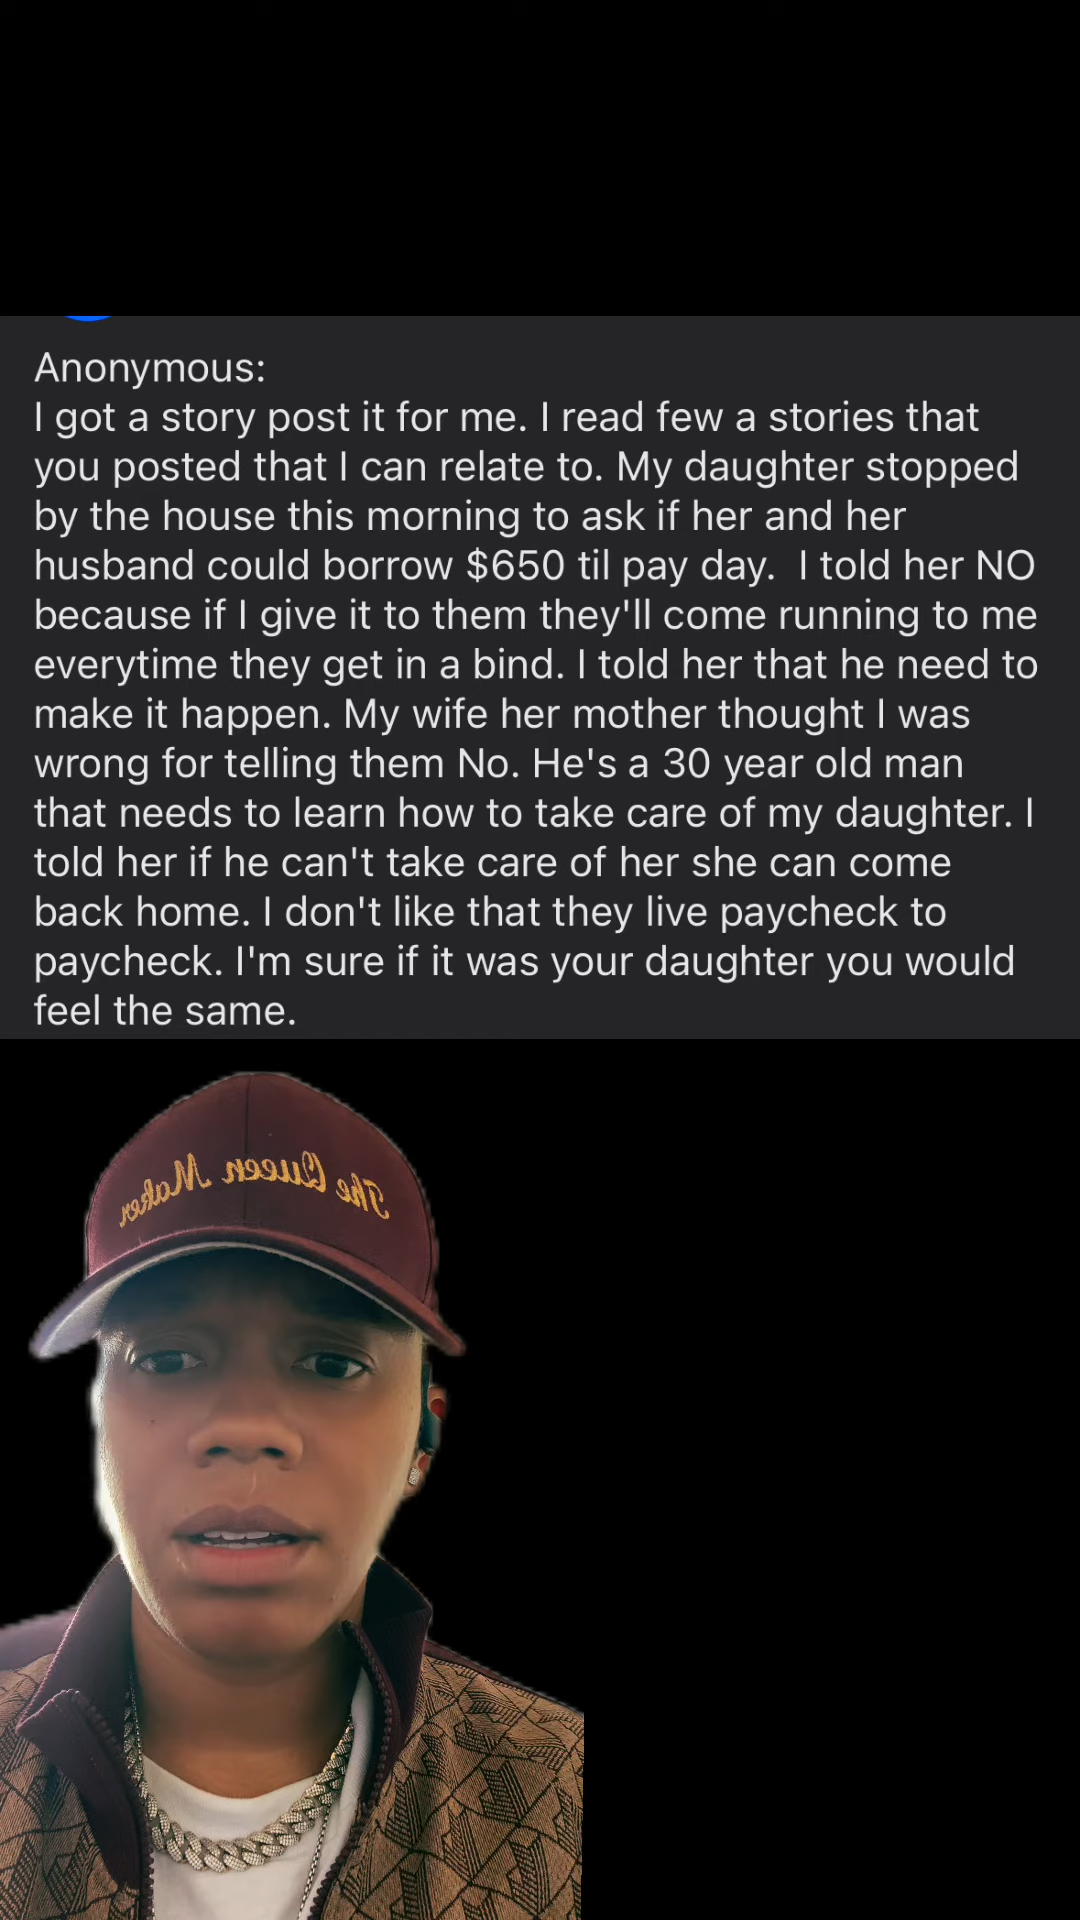 Anonymous:
I got a story post it for me. I read few a stories that
you posted that I can relate to. My daughter stopped
by the house this morning to ask if her and her
husband could borrow $650 til pay day.  I told her NO
because if I give it to them they'll come running to me
everytime they get in a bind. I told her that he need to
make it happen. My wife her mother thought I was
wrong for telling them No. He's a 30 year old man
that needs to learn how to take care of my daughter. I
told her if he can't take care of her she can come
back home. I don't like that they live paycheck to
paycheck. I'm sure if it was your daughter you would
feel the same.
The Queen Maker